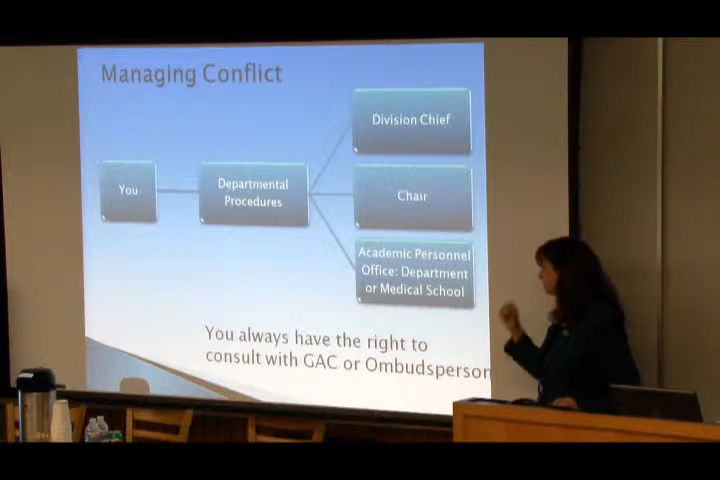 Managing Conflict
You
Departmental
Procedures
Division Chief
Chair
Academic Personnel
Office: Department
or Medical School
You always have the right to
consult with GAC or Ombudsperson